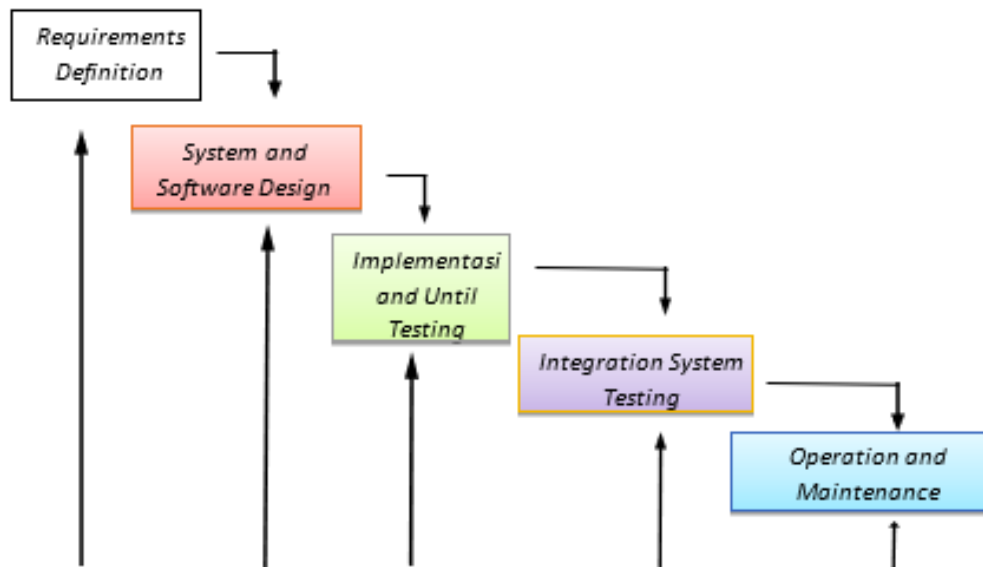 Requirements
Definition
System and
Software Design
Implementasi
and Until
Testing
Integration System
Testing
Operation and
Maintenance